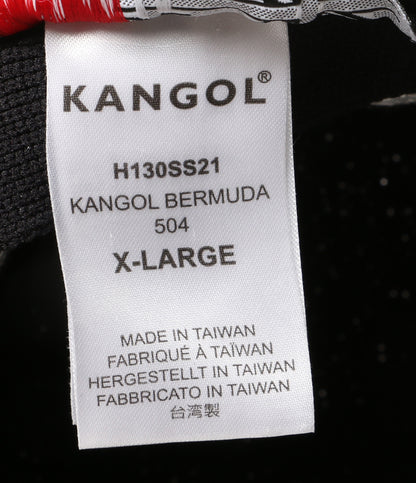 KANGOL®
H130SS21
KANGOL BERMUDA
504
X-LARGE
MADE IN TAIWAN
FABRIQUÉ À TAÏWAN
HERGESTELLT IN TAIWAN
FABBRICATO IN TAIWAN
台湾製